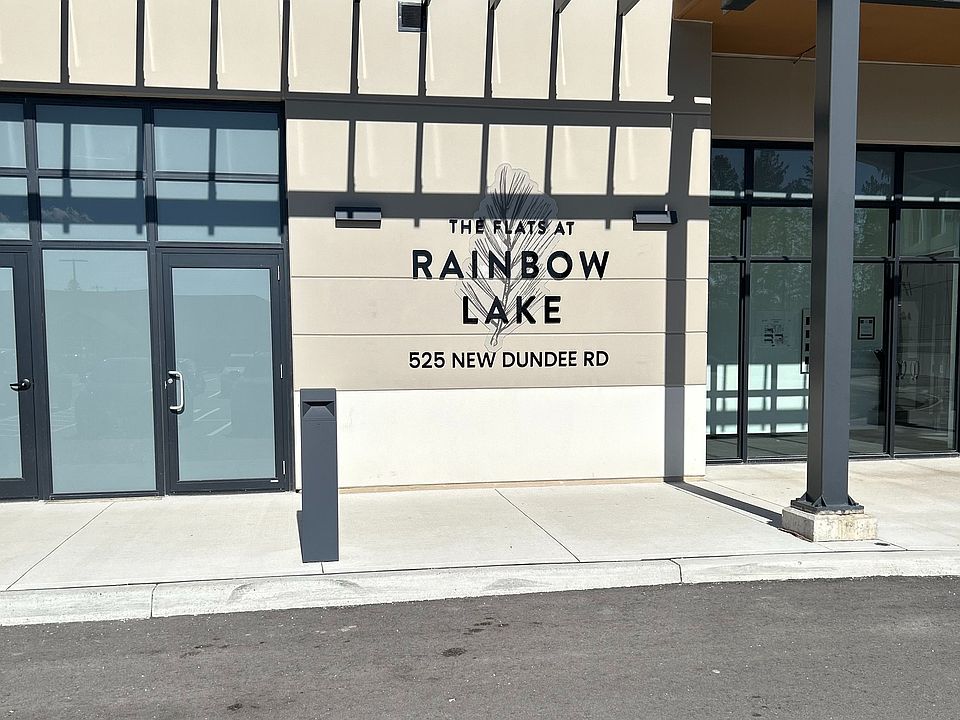 THE FLATS AT
RAINBOW
LAKE
525 NEW DUNDEE RD